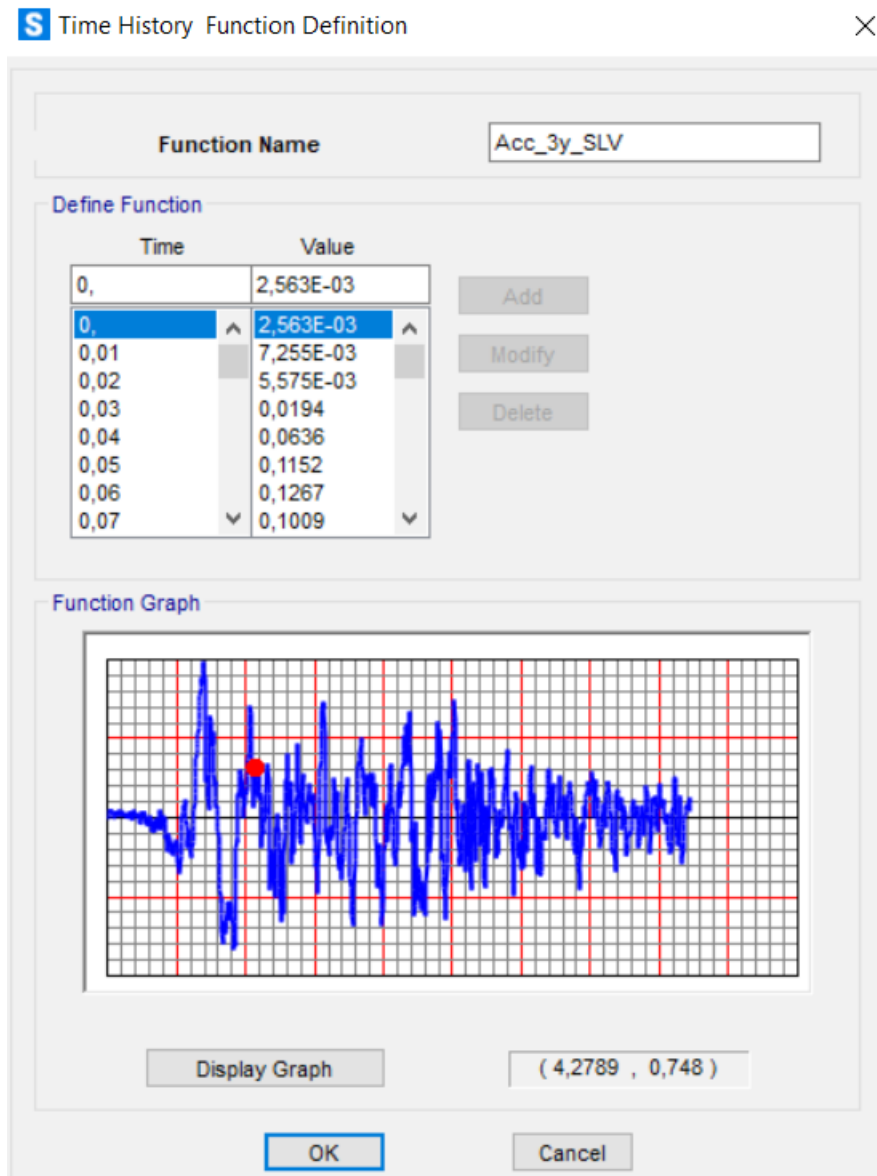 S Time History Function Definition
Function Name Acc_3y_SLV
Define Function
Time Value
0, 2,563E-03 Add
0, 2,563E-03
0,01 7,255E-03 Modify
0,02 5,575E-03
0,03 0,0194 Delete
0,04 0,0636
0,05 0,1152
0,06 0,1267
0,07 0,1009
Function Graph
Display Graph ( 4,2789 , 0,748 )
OK Cancel